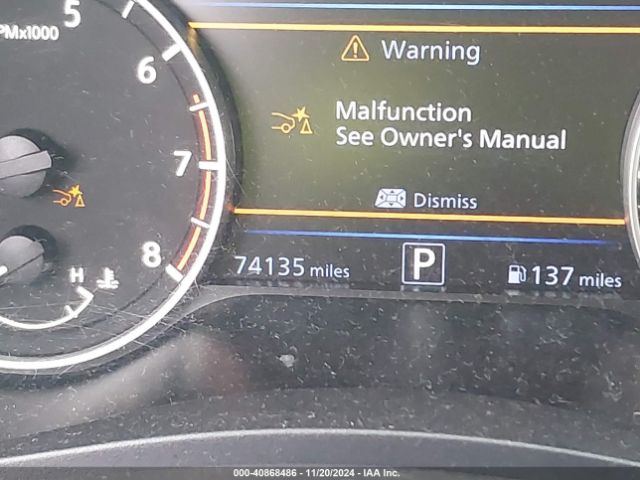 5
PMx1000
6
7
8
H
Warning
Malfunction
See Owner's Manual
Dismiss
74135 miles
P
137 miles
000-40868486 - 11/20/2024 - IAA Inc.